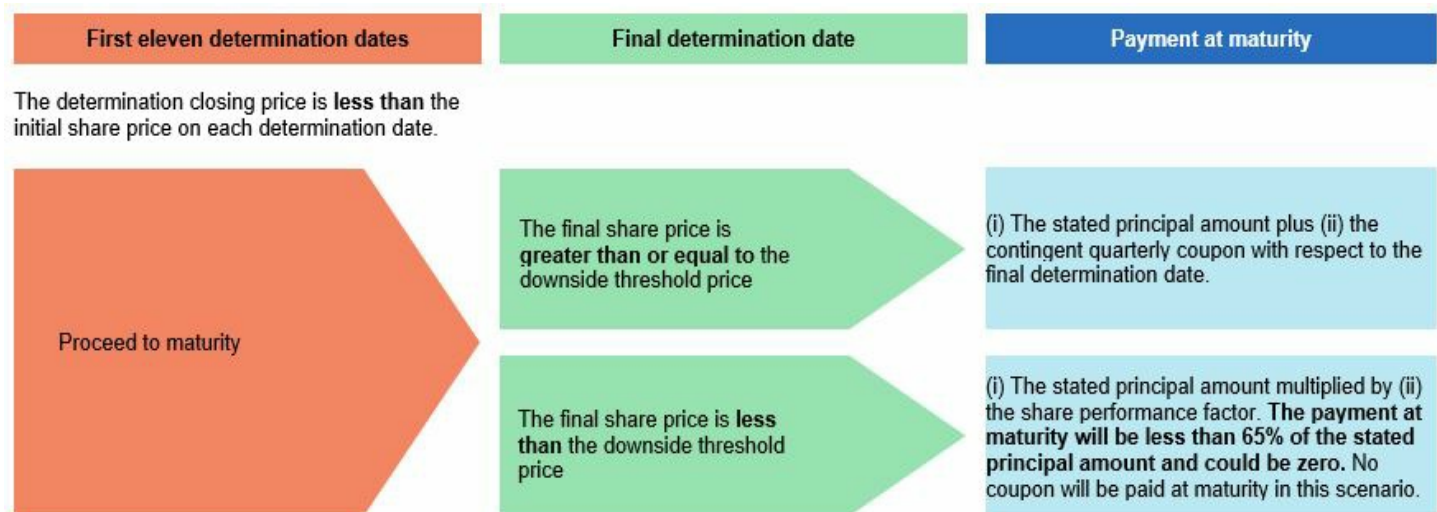 First eleven determination dates
Final determination date
Payment at maturity
The determination closing price is less than the
initial share price on each determination date.
Proceed to maturity
The final share price is
greater than or equal to the
downside threshold price
(i) The stated principal amount plus (ii) the
contingent quarterly coupon with respect to the
final determination date.
The final share price is less
than the downside threshold
price
(i) The stated principal amount multiplied by (ii)
the share performance factor. The payment at
maturity will be less than 65% of the stated
principal amount and could be zero. No
coupon will be paid at maturity in this scenario.